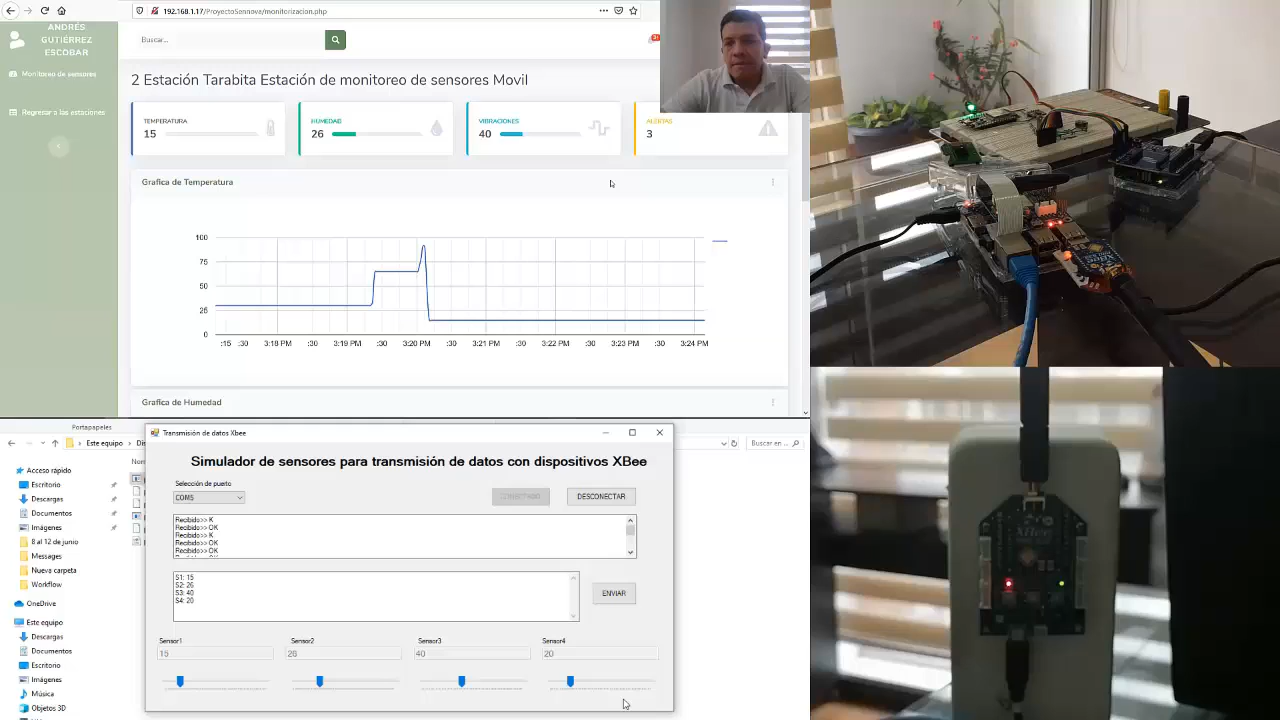 192.168.1.17/ProyectoSennova/monitorizacion.php
ANDRÉS
GUTIÉRREZ
ESCOBAR
Monitoreo de sensores
Regresar a las estaciones
Buscar...
2 Estación Tarabita Estación de monitoreo de sensores Movil
TEMPERATURA
15
HUMEDAD
26
VIBRACIONES
40
ALERTAS
3
Grafica de Temperatura
100
75
50
25
0
:15 :30 3:18 PM :30 3:19 PM :30 3:20 PM :30 3:21 PM :30 3:22 PM :30 3:23 PM :30 3:24 PM
Grafica de Humedad
Portapapeles
Este equipo
Buscar en ...
Acceso rápido
Escritorio
Descargas
Documentos
Imágenes
8 al 12 de junio
Messages
Nueva carpeta
Workflow
OneDrive
Este equipo
Descargas
Documentos
Escritorio
Imágenes
Música
Objetos 3D
Transmisión de datos Xbee
Simulador de sensores para transmisión de datos con dispositivos XBee
Selección de puerto
COM5
CONECTADO
DESCONECTAR
Recibido>> K
Recibido>> OK
Recibido>> K
Recibido>> OK
Recibido>> OK
S1: 15
S2: 26
S3: 40
S4: 20
ENVIAR
Sensor1
Sensor2
Sensor3
Sensor4
15
26
40
20
XBee
XBee